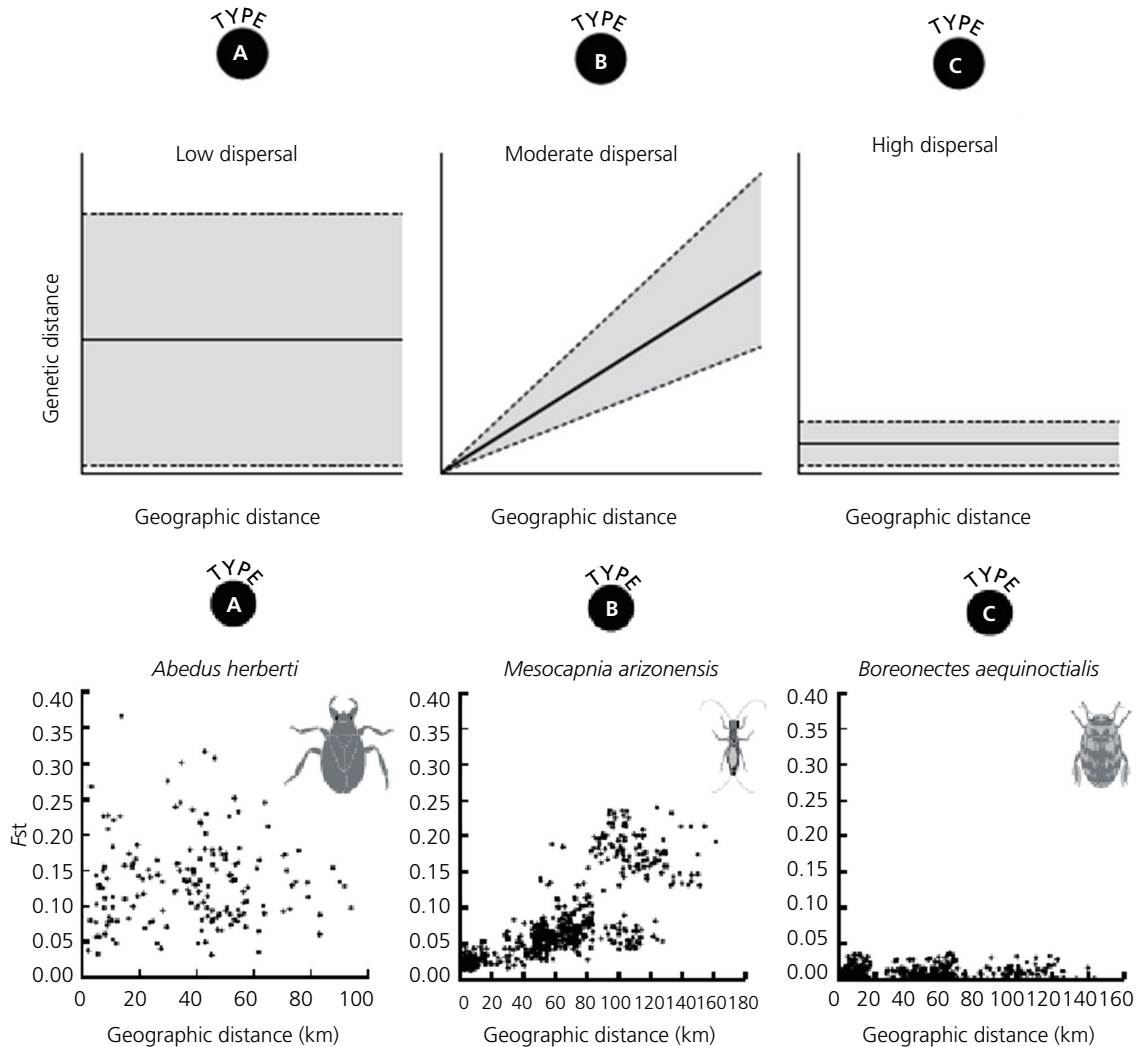 TYPE A
TYPE B
TYPE C
Low dispersal
Moderate dispersal
High dispersal
Genetic distance
Geographic distance
Geographic distance
Geographic distance
TYPE A
TYPE B
TYPE C
Abedus herberti
Mesocapnia arizonensis
Boreonectes aequinoctialis
Fst
0.40
0.35
0.30
0.25
0.20
0.15
0.10
0.05
0.00
0 20 40 60 80 100
Geographic distance (km)
0.40
0.35
0.30
0.25
0.20
0.15
0.10
0.05
0.00
0 20 40 60 80 100 120 140 160 180
Geographic distance (km)
0.40
0.35
0.30
0.25
0.20
0.15
0.10
0.05
0.00
0 20 40 60 80 100 120 140 160
Geographic distance (km)